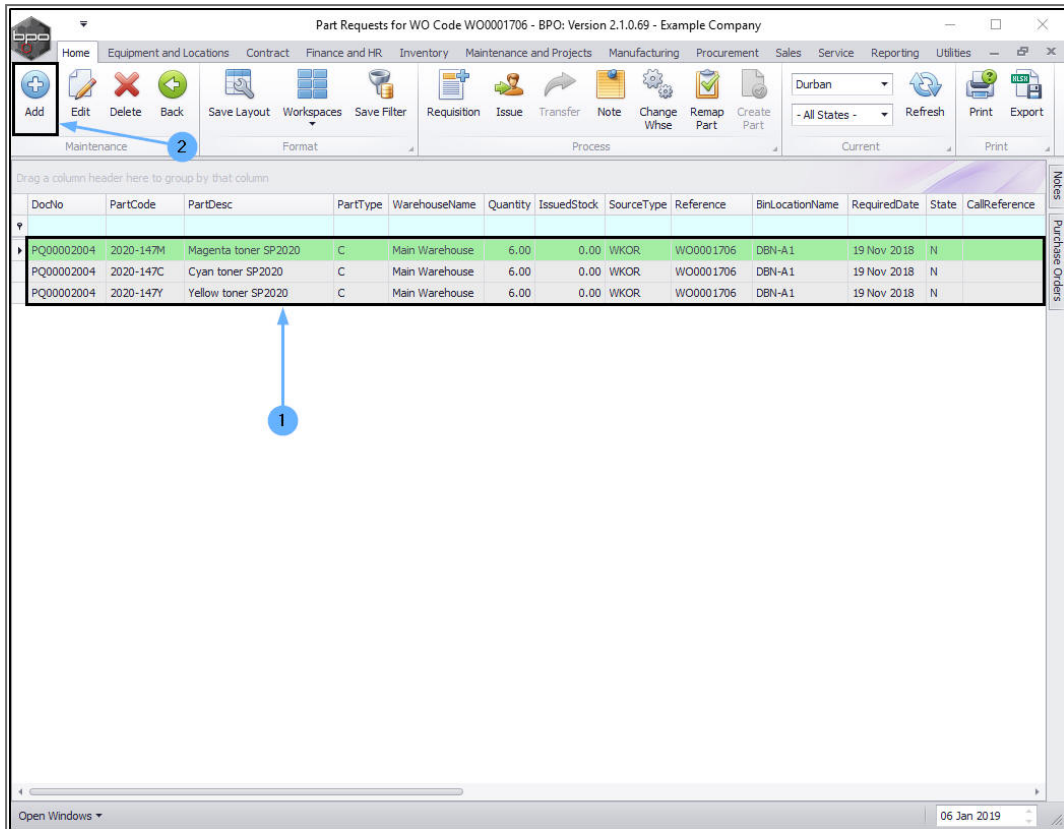 Part Requests for WO Code WO0001706 - BPO: Version 2.1.0.69 - Example Company
bpo
Home Equipment and Locations Contract Finance and HR Inventory Maintenance and Projects Manufacturing Procurement Sales Service Reporting Utilities
Add Edit Delete Back Save Layout Workspaces Save Filter Requisition Issue Transfer Note Change Whse Remap Part Create Part Durban - All States - Refresh Print XLSX Export
Maintenance Format Process Current Print
2
Drag a column header here to group by that column
DocNo PartCode PartDesc PartType WarehouseName Quantity IssuedStock SourceType Reference BinLocationName RequiredDate State CallReference
PQ00002004 2020-147M Magenta toner SP2020 C Main Warehouse 6.00 0.00 WKOR WO0001706 DBN-A1 19 Nov 2018 N
PQ00002004 2020-147C Cyan toner SP2020 C Main Warehouse 6.00 0.00 WKOR WO0001706 DBN-A1 19 Nov 2018 N
PQ00002004 2020-147Y Yellow toner SP2020 C Main Warehouse 6.00 0.00 WKOR WO0001706 DBN-A1 19 Nov 2018 N
1
Notes
Purchase Orders
Open Windows 06 Jan 2019